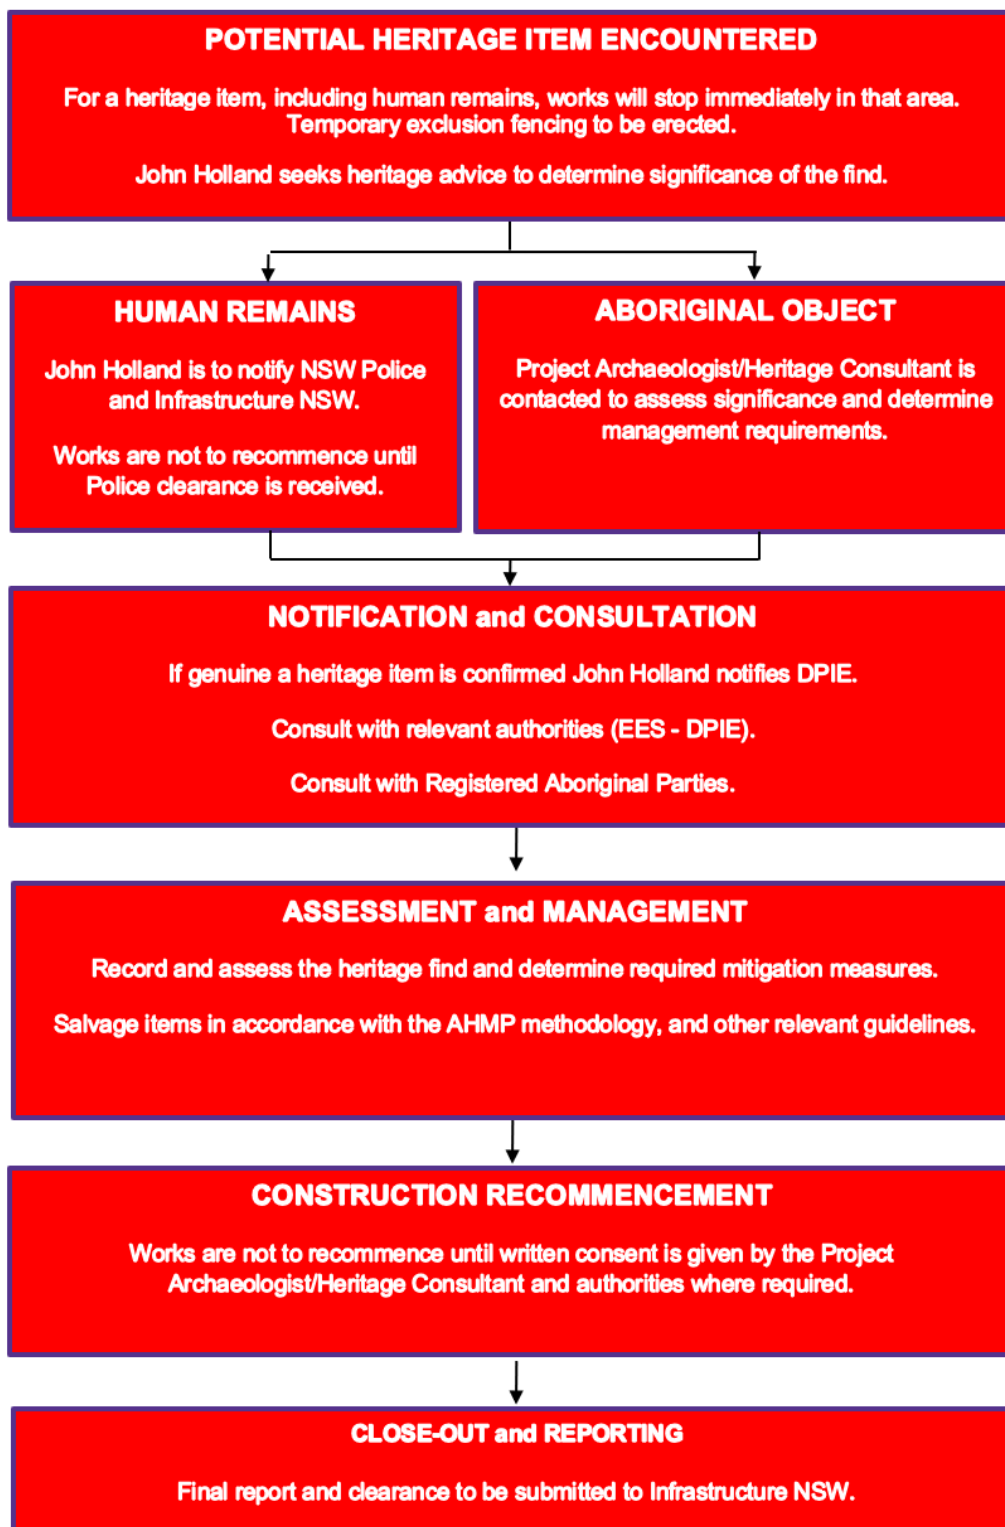 POTENTIAL HERITAGE ITEM ENCOUNTERED
For a heritage item, including human remains, works will stop immediately in that area.
Temporary exclusion fencing to be erected.
John Holland seeks heritage advice to determine significance of the find.
HUMAN REMAINS
John Holland is to notify NSW Police
and Infrastructure NSW.
Works are not to recommence until
Police clearance is received.
ABORIGINAL OBJECT
Project Archaeologist/Heritage Consultant is
contacted to assess significance and determine
management requirements.
NOTIFICATION and CONSULTATION
If genuine a heritage item is confirmed John Holland notifies DPIE.
Consult with relevant authorities (EES - DPIE).
Consult with Registered Aboriginal Parties.
ASSESSMENT and MANAGEMENT
Record and assess the heritage find and determine required mitigation measures.
Salvage items in accordance with the AHMP methodology, and other relevant guidelines.
CONSTRUCTION RECOMMENCEMENT
Works are not to recommence until written consent is given by the Project
Archaeologist/Heritage Consultant and authorities where required.
CLOSE-OUT and REPORTING
Final report and clearance to be submitted to Infrastructure NSW.